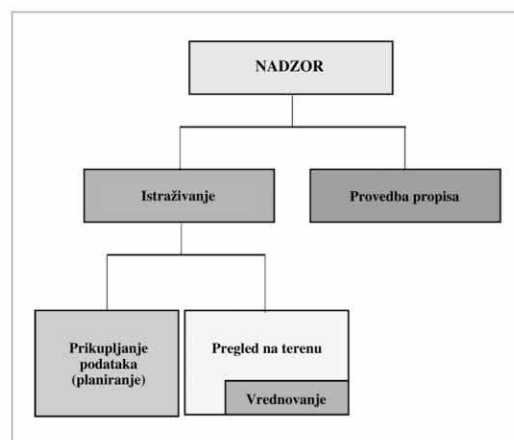 NADZOR
Istraživanje
Provedba propisa
Prikupljanje
podataka
(planiranje)
Pregled na terenu
Vrednovanje